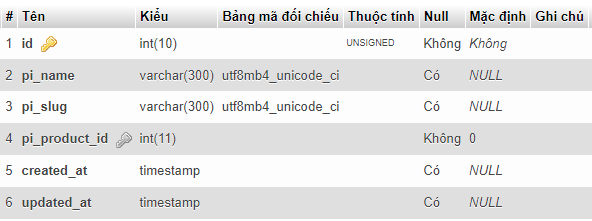 # Tên Kiểu Bảng mã đối chiếu Thuộc tính Null Mặc định Ghi chú
1 id int(10) UNSIGNED Không Không
2 pi_name varchar(300) utf8mb4_unicode_ci Có NULL
3 pi_slug varchar(300) utf8mb4_unicode_ci Có NULL
4 pi_product_id int(11) Không 0
5 created_at timestamp Có NULL
6 updated_at timestamp Có NULL